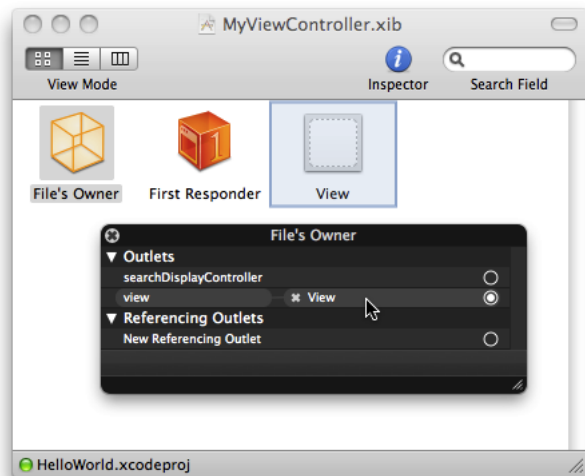 MyViewController.xib
View Mode
Inspector
Search Field
File's Owner
First Responder
1
View
File's Owner
Outlets
searchDisplayController
view
View
Referencing Outlets
New Referencing Outlet
HelloWorld.xcodeproj